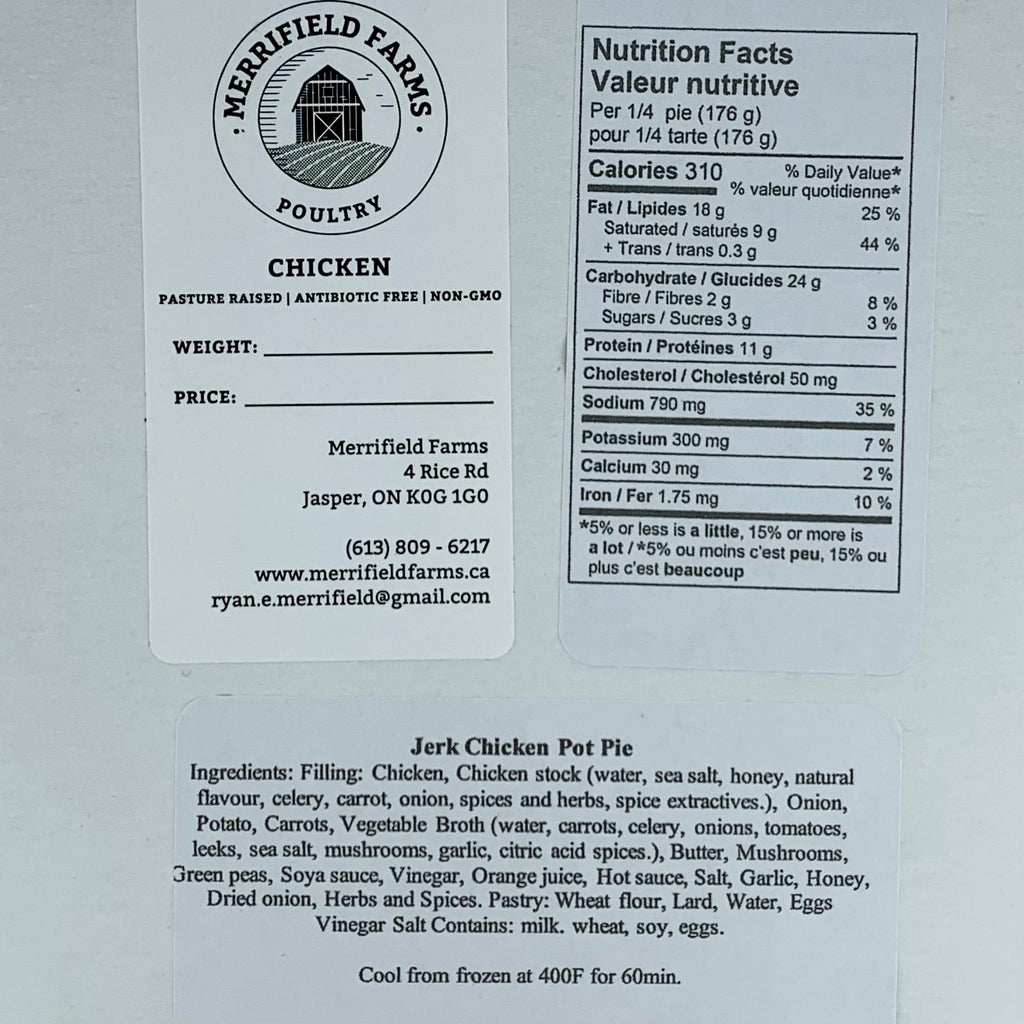 MERRIFIELD FARMS
POULTRY
CHICKEN
PASTURE RAISED | ANTIBIOTIC FREE | NON-GMO
WEIGHT:
PRICE:
Merrifield Farms
4 Rice Rd
Jasper, ON K0G 1G0
(613) 809 - 6217
www.merrifieldfarms.ca
ryan.e.merrifield@gmail.com
Nutrition Facts
Valeur nutritive
Per 1/4 pie (176 g)
pour 1/4 tarte (176 g)
Calories 310 % Daily Value*
% valeur quotidienne*
Fat / Lipides 18 g 25 %
Saturated / saturés 9 g
+ Trans / trans 0.3 g 44 %
Carbohydrate / Glucides 24 g
Fibre / Fibres 2 g 8 %
Sugars / Sucres 3 g 3 %
Protein / Protéines 11 g
Cholesterol / Cholestérol 50 mg
Sodium 790 mg 35 %
Potassium 300 mg 7 %
Calcium 30 mg 2 %
Iron / Fer 1.75 mg 10 %
*5% or less is a little, 15% or more is
a lot / *5% ou moins c'est peu, 15% ou
plus c'est beaucoup
Jerk Chicken Pot Pie
Ingredients: Filling: Chicken, Chicken stock (water, sea salt, honey, natural
flavour, celery, carrot, onion, spices and herbs, spice extractives.), Onion,
Potato, Carrots, Vegetable Broth (water, carrots, celery, onions, tomatoes,
leeks, sea salt, mushrooms, garlic, citric acid spices.), Butter, Mushrooms,
Green peas, Soya sauce, Vinegar, Orange juice, Hot sauce, Salt, Garlic, Honey,
Dried onion, Herbs and Spices. Pastry: Wheat flour, Lard, Water, Eggs
Vinegar Salt Contains: milk. wheat, soy, eggs.
Cool from frozen at 400F for 60min.